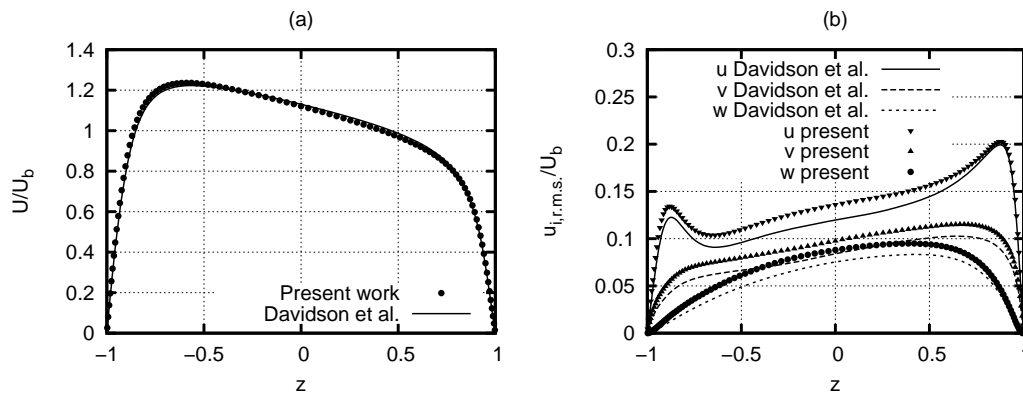 (a)
U/U_b
1.4
1.2
1
0.8
0.6
0.4
0.2
0
Present work
Davidson et al.
−1
−0.5
0
0.5
1
z
(b)
u_{i,r.m.s.}/U_b
0.3
0.25
0.2
0.15
0.1
0.05
0
u Davidson et al.
v Davidson et al.
w Davidson et al.
u present
v present
w present
−1
−0.5
0
0.5
1
z